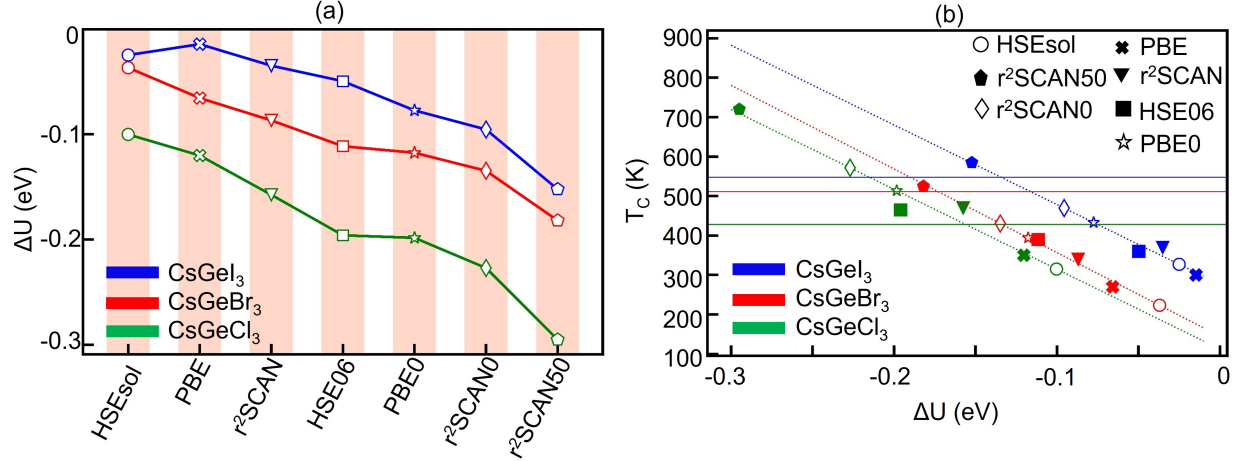 (a)
0
-0.1
-0.2
-0.3
ΔU (eV)
CsGeI₃
CsGeBr₃
CsGeCl₃
HSEsol
PBE
r²SCAN
HSE06
PBE0
r²SCAN0
r²SCAN50
(b)
900
800
700
600
500
400
300
200
100
T_C (K)
HSEsol
PBE
r²SCAN50
r²SCAN
r²SCAN0
HSE06
PBE0
CsGeI₃
CsGeBr₃
CsGeCl₃
-0.3
-0.2
-0.1
0
ΔU (eV)